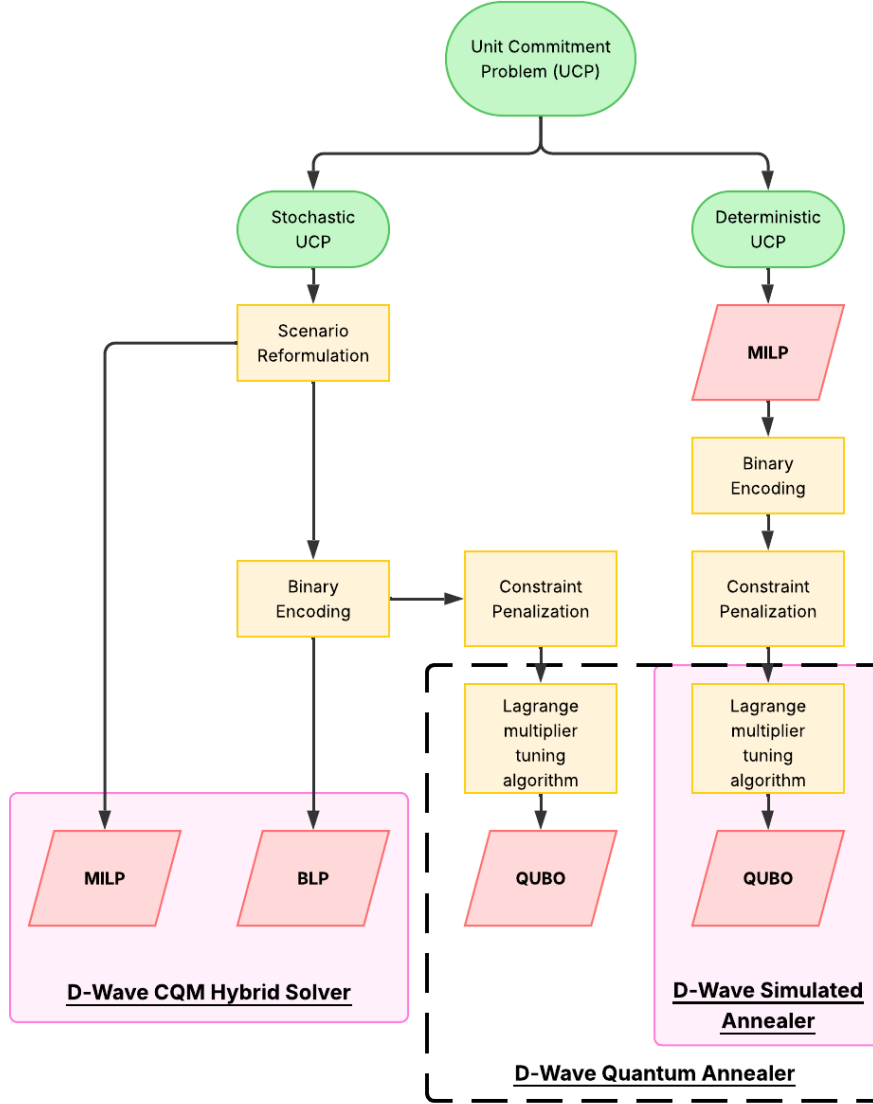 Unit Commitment
Problem (UCP)
Stochastic
UCP
Deterministic
UCP
Scenario
Reformulation
MILP
Binary
Encoding
Binary
Encoding
Constraint
Penalization
Constraint
Penalization
Lagrange
multiplier
tuning
algorithm
Lagrange
multiplier
tuning
algorithm
MILP
BLP
QUBO
QUBO
D-Wave CQM Hybrid Solver
D-Wave Simulated
Annealer
D-Wave Quantum Annealer